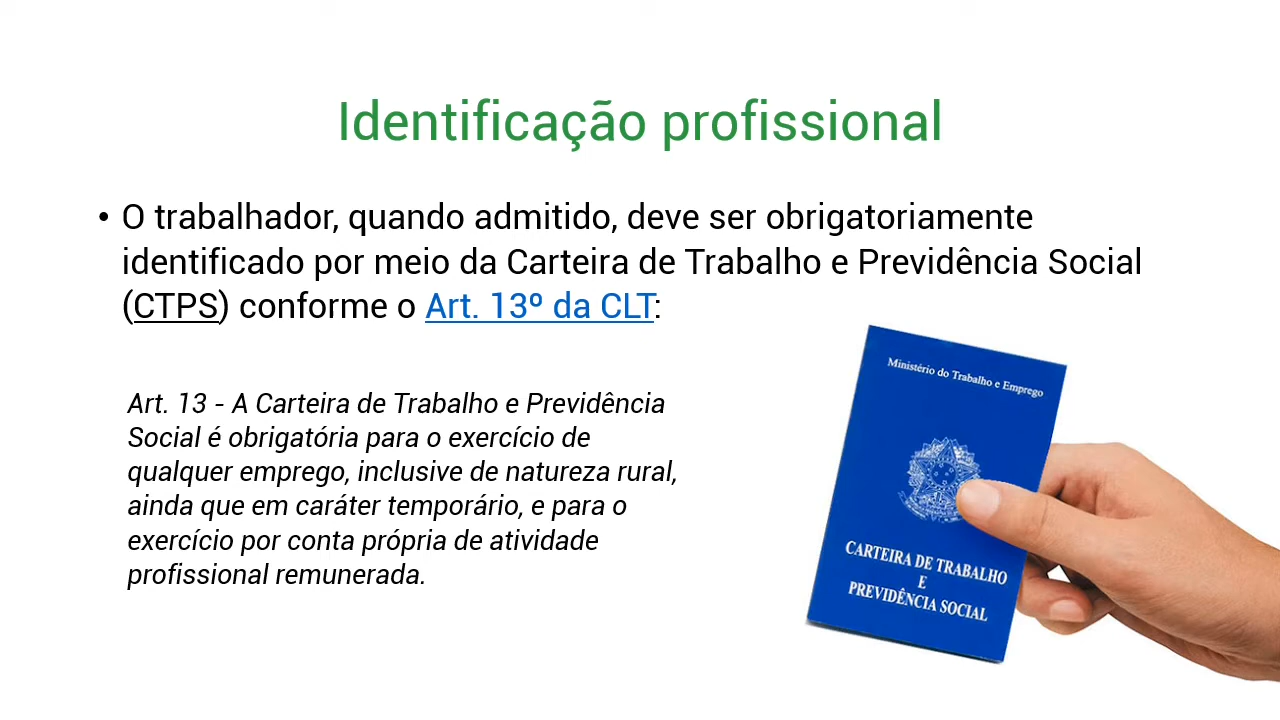 Identificação profissional
• O trabalhador, quando admitido, deve ser obrigatoriamente
identificado por meio da Carteira de Trabalho e Previdência Social
(CTPS) conforme o Art. 13º da CLT:
Art. 13 - A Carteira de Trabalho e Previdência
Social é obrigatória para o exercício de
qualquer emprego, inclusive de natureza rural,
ainda que em caráter temporário, e para o
exercício por conta própria de atividade
profissional remunerada.
Ministério do Trabalho e Emprego
CARTEIRA DE TRABALHO
E
PREVIDÊNCIA SOCIAL